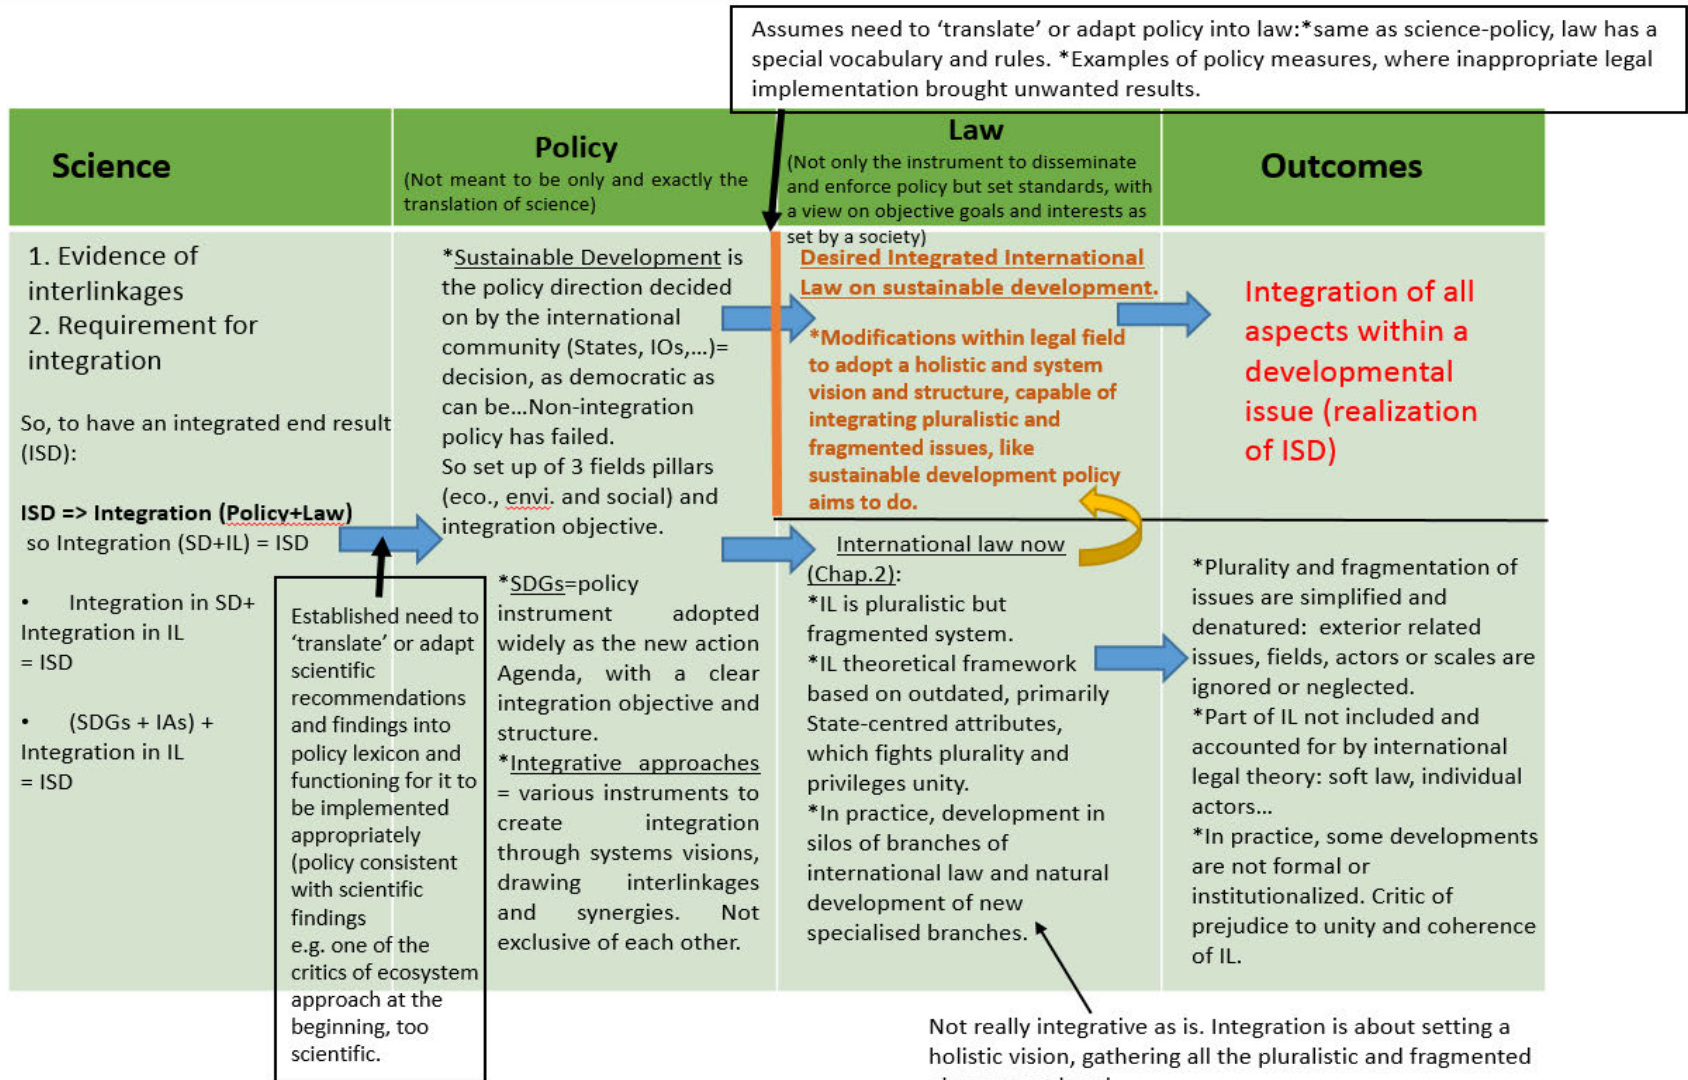 Assumes need to ‘translate’ or adapt policy into law:*same as science-policy, law has a
special vocabulary and rules. *Examples of policy measures, where inappropriate legal
implementation brought unwanted results.
Science
Policy
(Not meant to be only and exactly the
translation of science)
Law
(Not only the instrument to disseminate
and enforce policy but set standards, with
a view on objective goals and interests as
set by a society)
Outcomes
1. Evidence of
interlinkages
2. Requirement for
integration
So, to have an integrated end result
(ISD):
ISD => Integration (Policy+Law)
so Integration (SD+IL) = ISD
• Integration in SD+
Integration in IL
= ISD
• (SDGs + IAs) +
Integration in IL
= ISD
Established need to
‘translate’ or adapt
scientific
recommendations
and findings into
policy lexicon and
functioning for it to
be implemented
appropriately
(policy consistent
with scientific
findings
e.g. one of the
critics of ecosystem
approach at the
beginning, too
scientific.
*Sustainable Development is
the policy direction decided
on by the international
community (States, IOs,...)=
decision, as democratic as
can be...Non-integration
policy has failed.
So set up of 3 fields pillars
(eco., envi. and social) and
integration objective.
*SDGs=policy
instrument adopted
widely as the new action
Agenda, with a clear
integration objective and
structure.
*Integrative approaches
= various instruments to
create integration
through systems visions,
drawing interlinkages
and synergies. Not
exclusive of each other.
Desired Integrated International
Law on sustainable development.
*Modifications within legal field
to adopt a holistic and system
vision and structure, capable of
integrating pluralistic and
fragmented issues, like
sustainable development policy
aims to do.
International law now
(Chap.2):
*IL is pluralistic but
fragmented system.
*IL theoretical framework
based on outdated, primarily
State-centred attributes,
which fights plurality and
privileges unity.
*In practice, development in
silos of branches of
international law and natural
development of new
specialised branches.
Integration of all
aspects within a
developmental
issue (realization
of ISD)
*Plurality and fragmentation of
issues are simplified and
denatured: exterior related
issues, fields, actors or scales are
ignored or neglected.
*Part of IL not included and
accounted for by international
legal theory: soft law, individual
actors...
*In practice, some developments
are not formal or
institutionalized. Critic of
prejudice to unity and coherence
of IL.
Not really integrative as is. Integration is about setting a
holistic vision, gathering all the pluralistic and fragmented